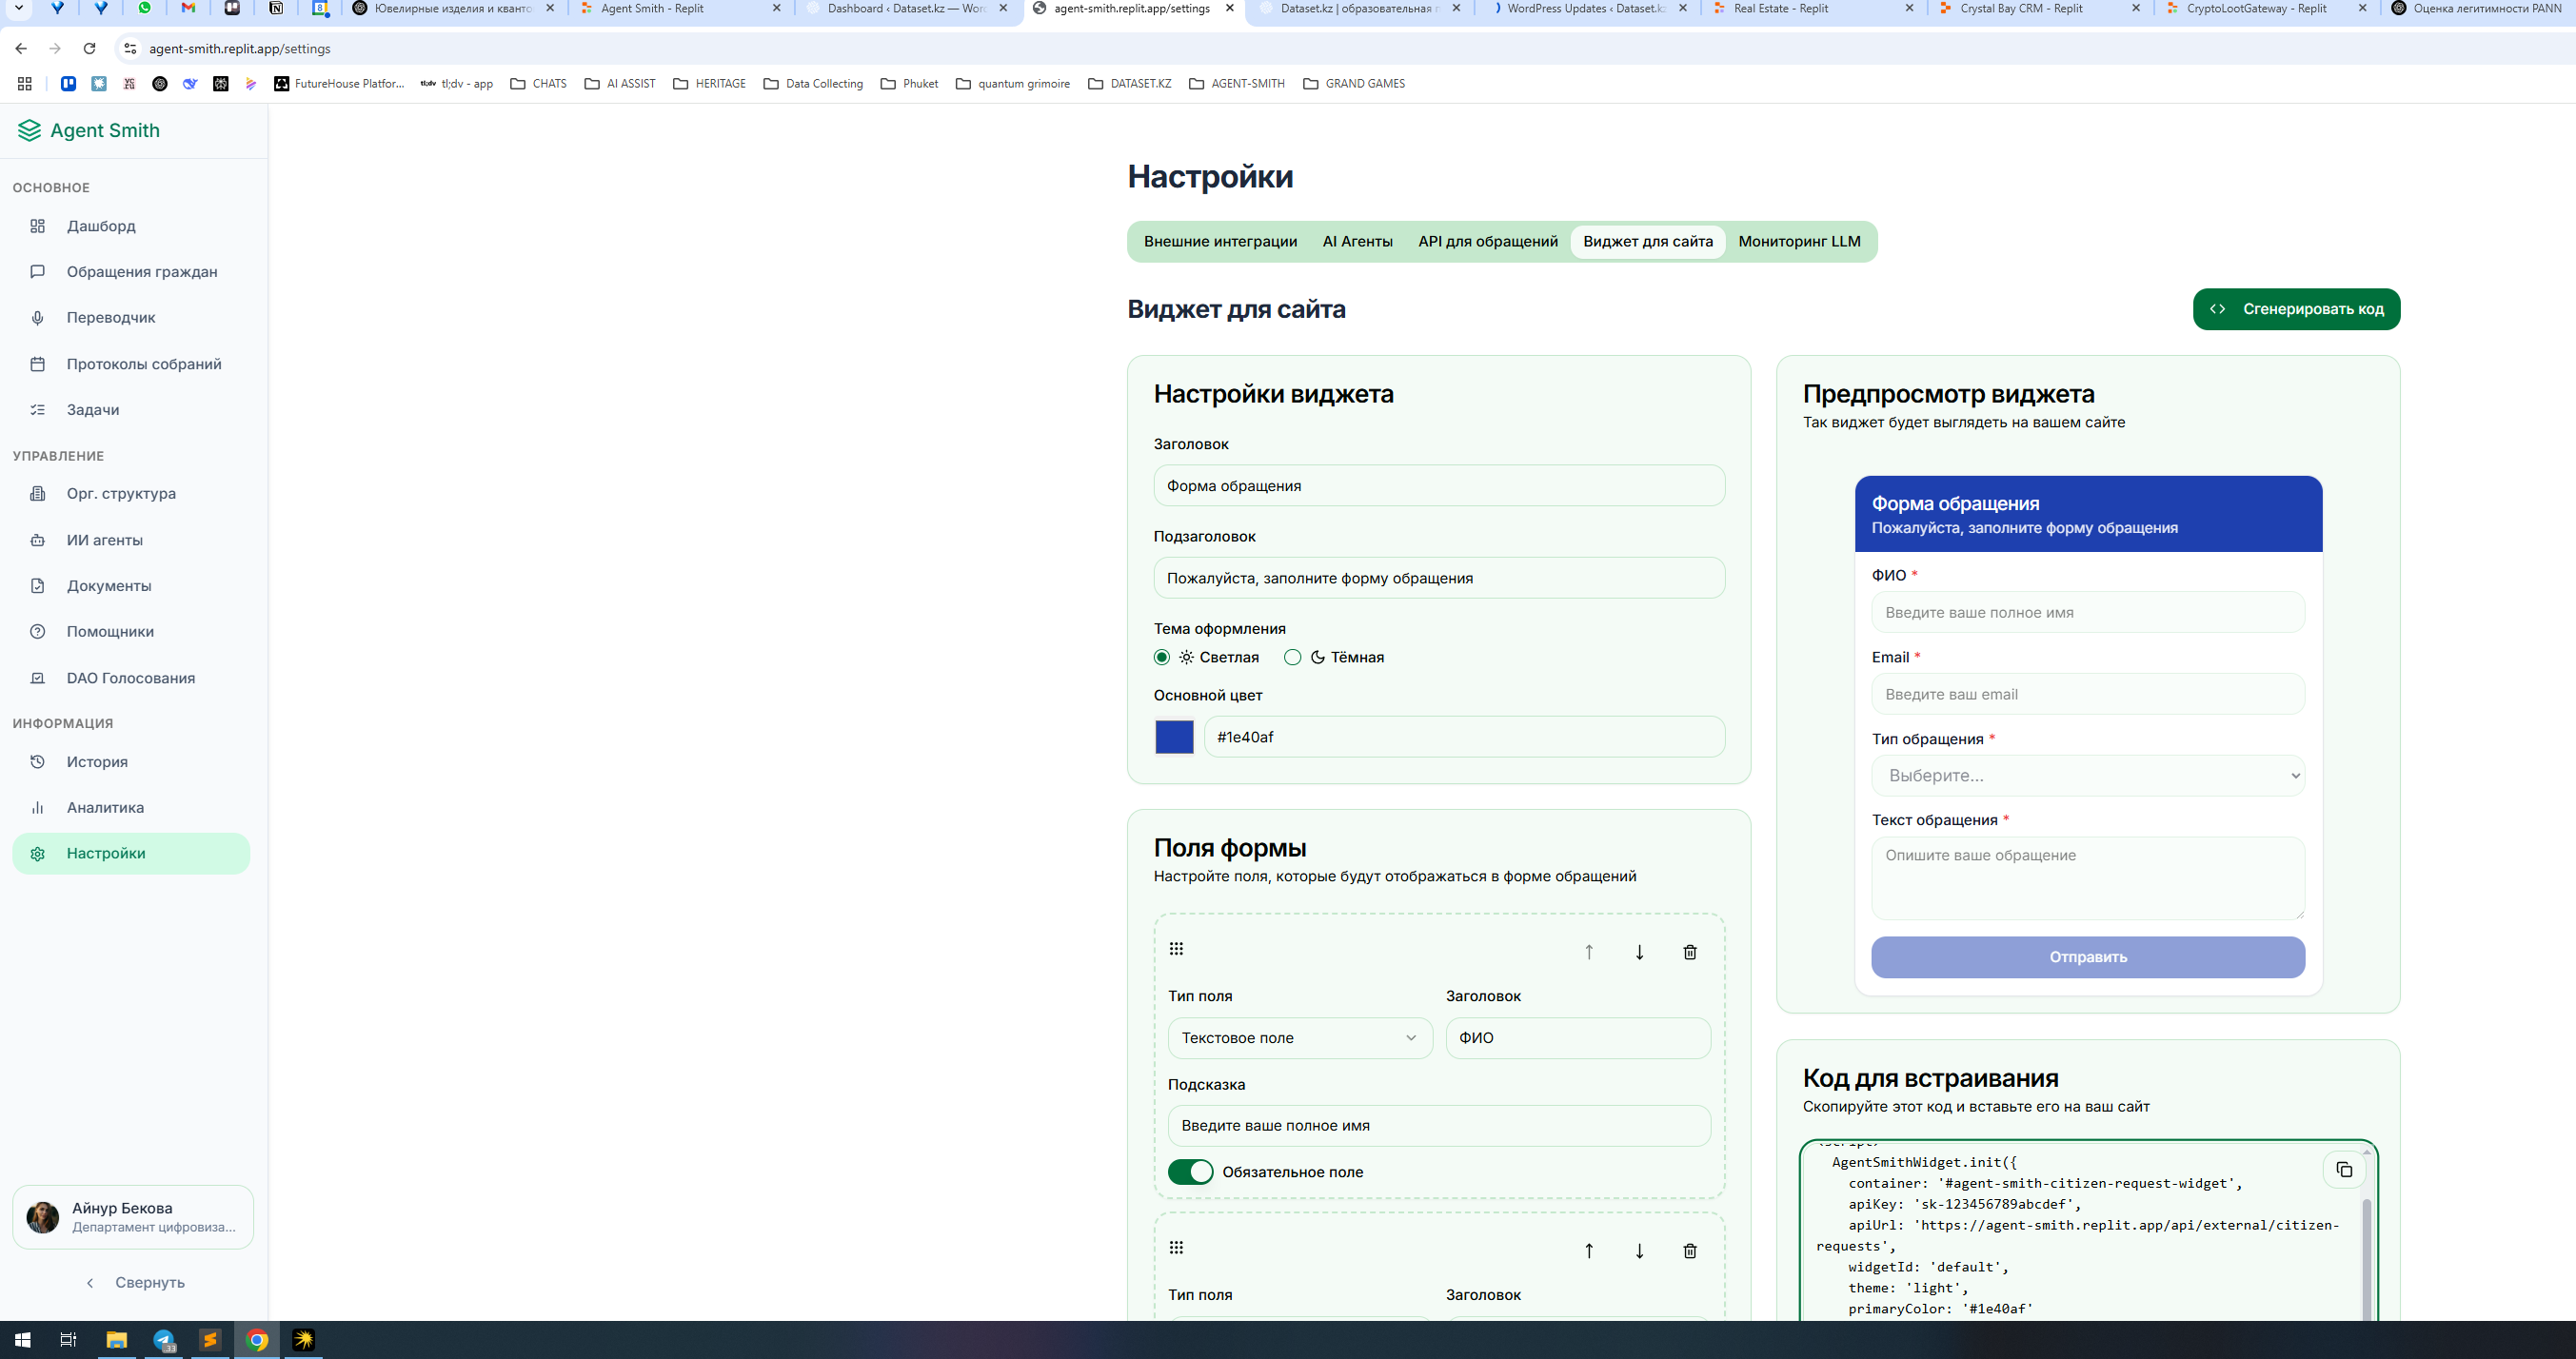 Ювелирные изделия и кванто
Agent Smith - Replit
Dashboard ‹ Dataset.kz — Wor
agent-smith.replit.app/settings
Dataset.kz | образовательная п
WordPress Updates ‹ Dataset.kz
Real Estate - Replit
Crystal Bay CRM - Replit
CryptoLootGateway - Replit
Оценка легитимности PANN
agent-smith.replit.app/settings
FutureHouse Platfor...
tl;dv - app
CHATS
AI ASSIST
HERITAGE
Data Collecting
Phuket
quantum grimoire
DATASET.KZ
AGENT-SMITH
GRAND GAMES
Agent Smith
ОСНОВНОЕ
Дашборд
Обращения граждан
Переводчик
Протоколы собраний
Задачи
УПРАВЛЕНИЕ
Орг. структура
ИИ агенты
Документы
Помощники
DAO Голосования
ИНФОРМАЦИЯ
История
Аналитика
Настройки
Айнур Бекова
Департамент цифровиза...
Свернуть
Настройки
Внешние интеграции
AI Агенты
API для обращений
Виджет для сайта
Мониторинг LLM
Виджет для сайта
Сгенерировать код
Настройки виджета
Заголовок
Форма обращения
Подзаголовок
Пожалуйста, заполните форму обращения
Тема оформления
Светлая
Тёмная
Основной цвет
#1e40af
Поля формы
Настройте поля, которые будут отображаться в форме обращений
Тип поля
Заголовок
Текстовое поле
ФИО
Подсказка
Введите ваше полное имя
Обязательное поле
Тип поля
Заголовок
Предпросмотр виджета
Так виджет будет выглядеть на вашем сайте
Форма обращения
Пожалуйста, заполните форму обращения
ФИО *
Введите ваше полное имя
Email *
Введите ваш email
Тип обращения *
Выберите...
Текст обращения *
Опишите ваше обращение
Отправить
Код для встраивания
Скопируйте этот код и вставьте его на ваш сайт
<script>
AgentSmithWidget.init({
container: '#agent-smith-citizen-request-widget',
apiKey: 'sk-123456789abcdef',
apiUrl: 'https://agent-smith.replit.app/api/external/citizen-
requests',
widgetId: 'default',
theme: 'light',
primaryColor: '#1e40af'
33